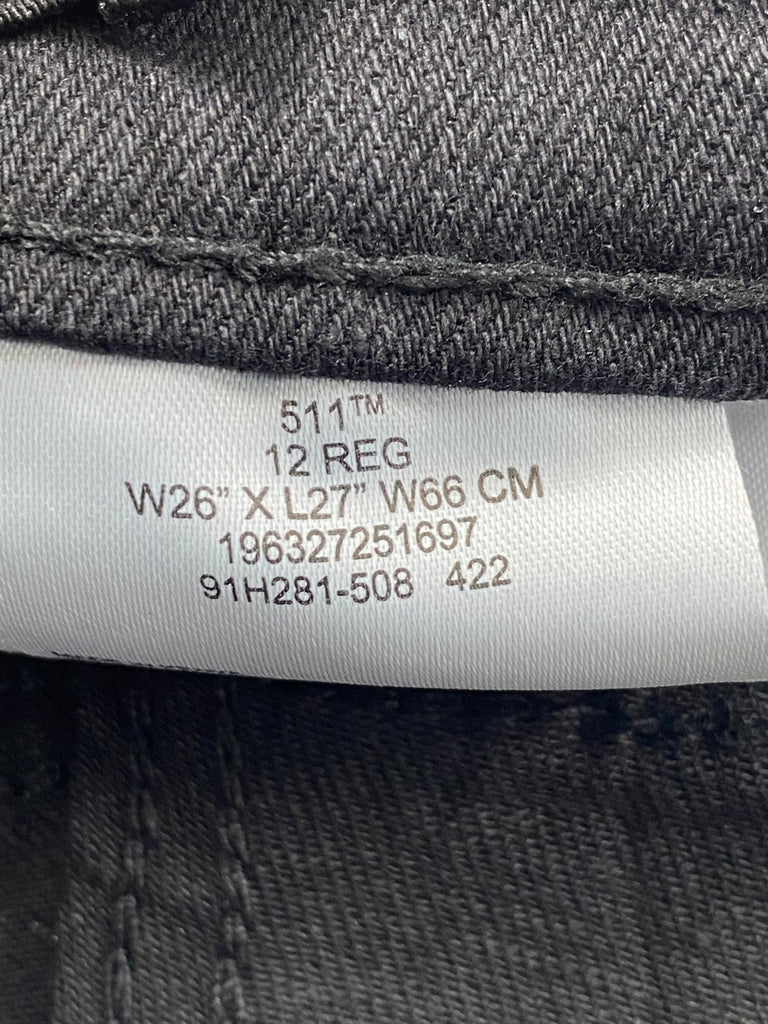 511™
12 REG
W26" X L27" W66 CM
196327251697
91H281-508 422